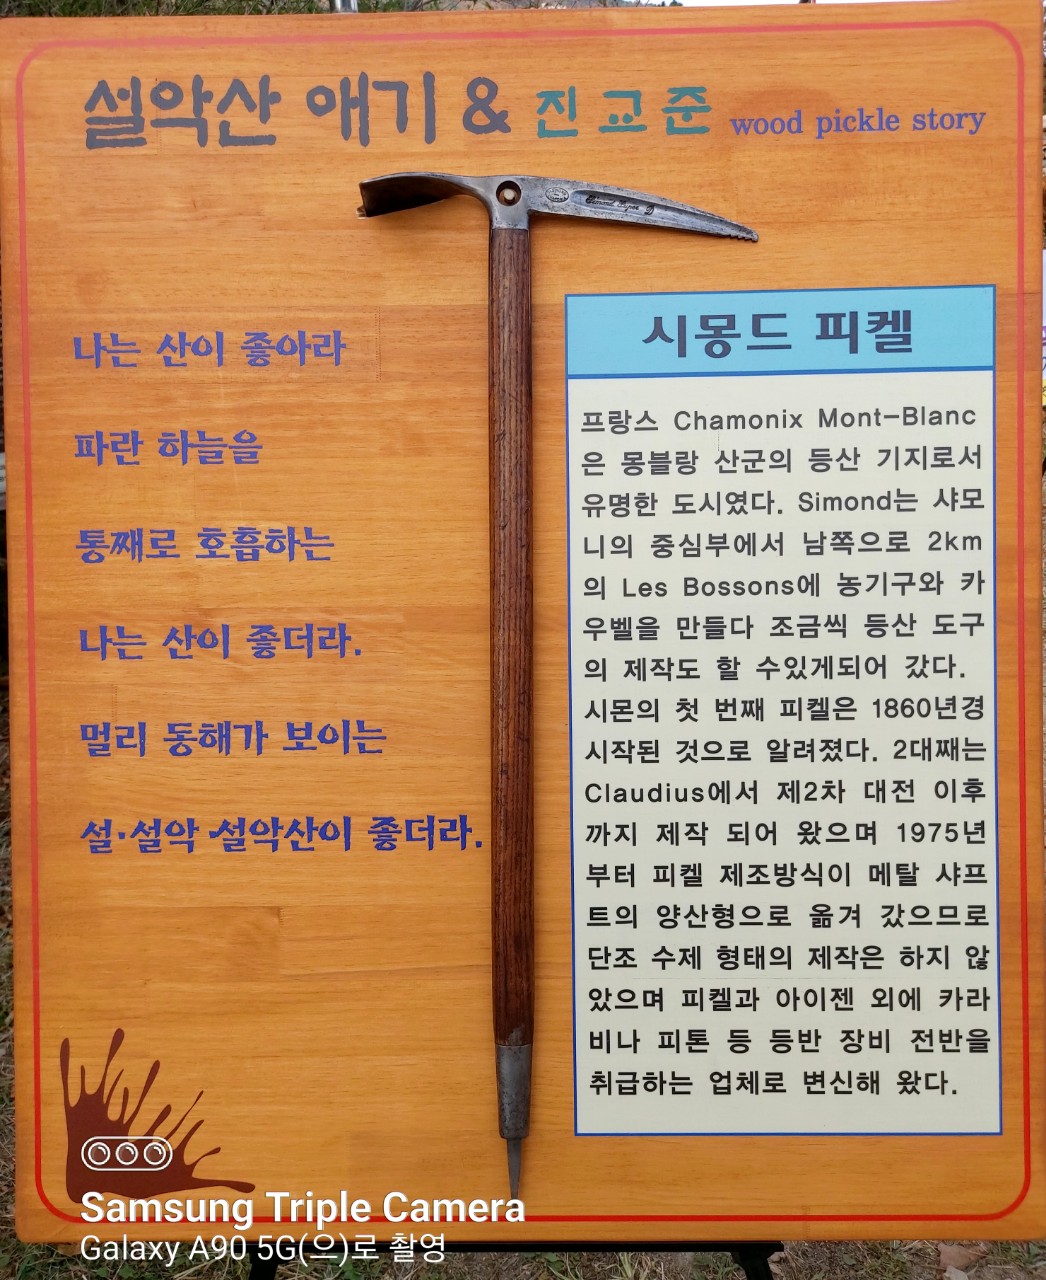 설악산 애기 & 진교준 wood pickle story
나는 산이 좋아라
파란 하늘을
통째로 호흡하는
나는 산이 좋더라.
멀리 동해가 보이는
설·설악·설악산이 좋더라.
시몽드 피켈
프랑스 Chamonix Mont-Blanc
은 몽블랑 산군의 등산 기지로서
유명한 도시였다. Simond는 샤모
니의 중심부에서 남쪽으로 2km
의 Les Bossons에 농기구와 카
우벨을 만들다 조금씩 등산 도구
의 제작도 할 수있게되어 갔다.
시몬의 첫 번째 피켈은 1860년경
시작된 것으로 알려졌다. 2대째는
Claudius에서 제2차 대전 이후
까지 제작 되어 왔으며 1975년
부터 피켈 제조방식이 메탈 샤프
트의 양산형으로 옮겨 갔으므로
단조 수제 형태의 제작은 하지 않
았으며 피켈과 아이젠 외에 카라
비나 피톤 등 등반 장비 전반을
취급하는 업체로 변신해 왔다.
Samsung Triple Camera
Galaxy A90 5G(으)로 촬영